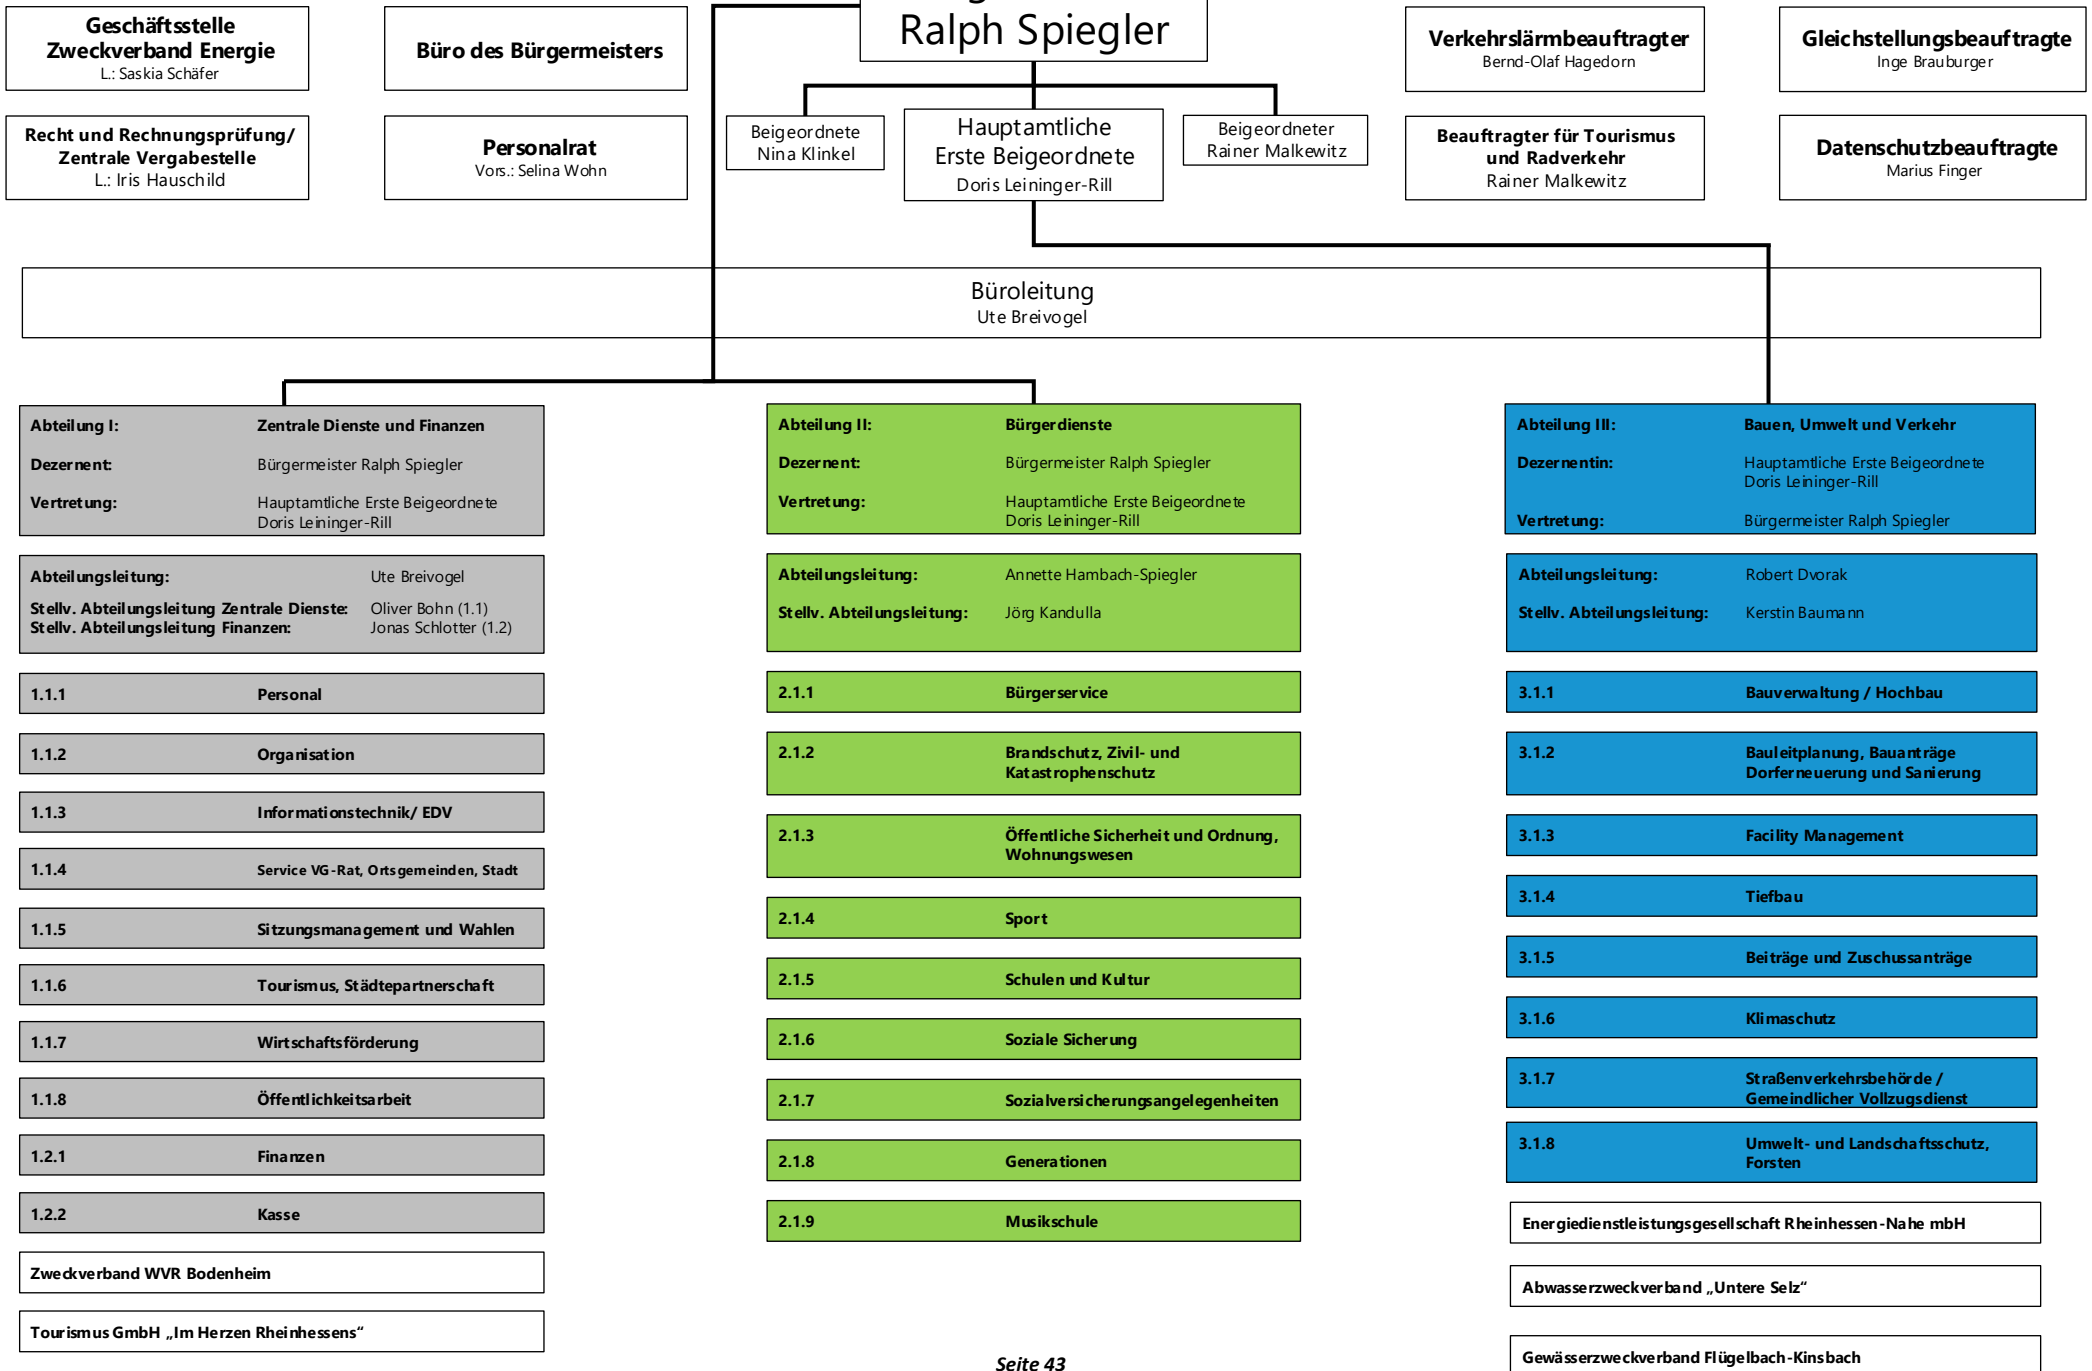 Ralph Spiegler
Geschäftsstelle
Zweckverband Energie
L.: Saskia Schäfer
Büro des Bürgermeisters
Verkehrslärmbeauftragter
Bernd-Olaf Hagedorn
Gleichstellungsbeauftragte
Inge Brauburger
Recht und Rechnungsprüfung/
Zentrale Vergabestelle
L.: Iris Hauschild
Personalrat
Vors.: Selina Wohn
Beigeordnete
Nina Klinkel
Hauptamtliche
Erste Beigeordnete
Doris Leininger-Rill
Beigeordneter
Rainer Malkewitz
Beauftragter für Tourismus
und Radverkehr
Rainer Malkewitz
Datenschutzbeauftragte
Marius Finger
Büroleitung
Ute Breivogel
Abteilung I: Zentrale Dienste und Finanzen
Dezernent: Bürgermeister Ralph Spiegler
Vertretung: Hauptamtliche Erste Beigeordnete
Doris Leininger-Rill
Abteilungsleitung: Ute Breivogel
Stellv. Abteilungsleitung Zentrale Dienste: Oliver Bohn (1.1)
Stellv. Abteilungsleitung Finanzen: Jonas Schlotter (1.2)
1.1.1 Personal
1.1.2 Organisation
1.1.3 Informationstechnik/ EDV
1.1.4 Service VG-Rat, Ortsgemeinden, Stadt
1.1.5 Sitzungsmanagement und Wahlen
1.1.6 Tourismus, Städtepartnerschaft
1.1.7 Wirtschaftsförderung
1.1.8 Öffentlichkeitsarbeit
1.2.1 Finanzen
1.2.2 Kasse
Zweckverband WVR Bodenheim
Tourismus GmbH „Im Herzen Rheinhessens“
Abteilung II: Bürgerdienste
Dezernent: Bürgermeister Ralph Spiegler
Vertretung: Hauptamtliche Erste Beigeordnete
Doris Leininger-Rill
Abteilungsleitung: Annette Hambach-Spiegler
Stellv. Abteilungsleitung: Jörg Kandulla
2.1.1 Bürgerservice
2.1.2 Brandschutz, Zivil- und
Katastrophenschutz
2.1.3 Öffentliche Sicherheit und Ordnung,
Wohnungswesen
2.1.4 Sport
2.1.5 Schulen und Kultur
2.1.6 Soziale Sicherung
2.1.7 Sozialversicherungsangelegenheiten
2.1.8 Generationen
2.1.9 Musikschule
Abteilung III: Bauen, Umwelt und Verkehr
Dezernentin: Hauptamtliche Erste Beigeordnete
Doris Leininger-Rill
Vertretung: Bürgermeister Ralph Spiegler
Abteilungsleitung: Robert Dvorak
Stellv. Abteilungsleitung: Kerstin Baumann
3.1.1 Bauverwaltung / Hochbau
3.1.2 Bauleitplanung, Bauanträge
Dorferneuerung und Sanierung
3.1.3 Facility Management
3.1.4 Tiefbau
3.1.5 Beiträge und Zuschussanträge
3.1.6 Klimaschutz
3.1.7 Straßenverkehrsbehörde /
Gemeindlicher Vollzugsdienst
3.1.8 Umwelt- und Landschaftsschutz,
Forsten
Energiedienstleistungsgesellschaft Rheinhessen-Nahe mbH
Abwasserzweckverband „Untere Selz“
Gewässerzweckverband Flügelbach-Kinsbach
Seite 43